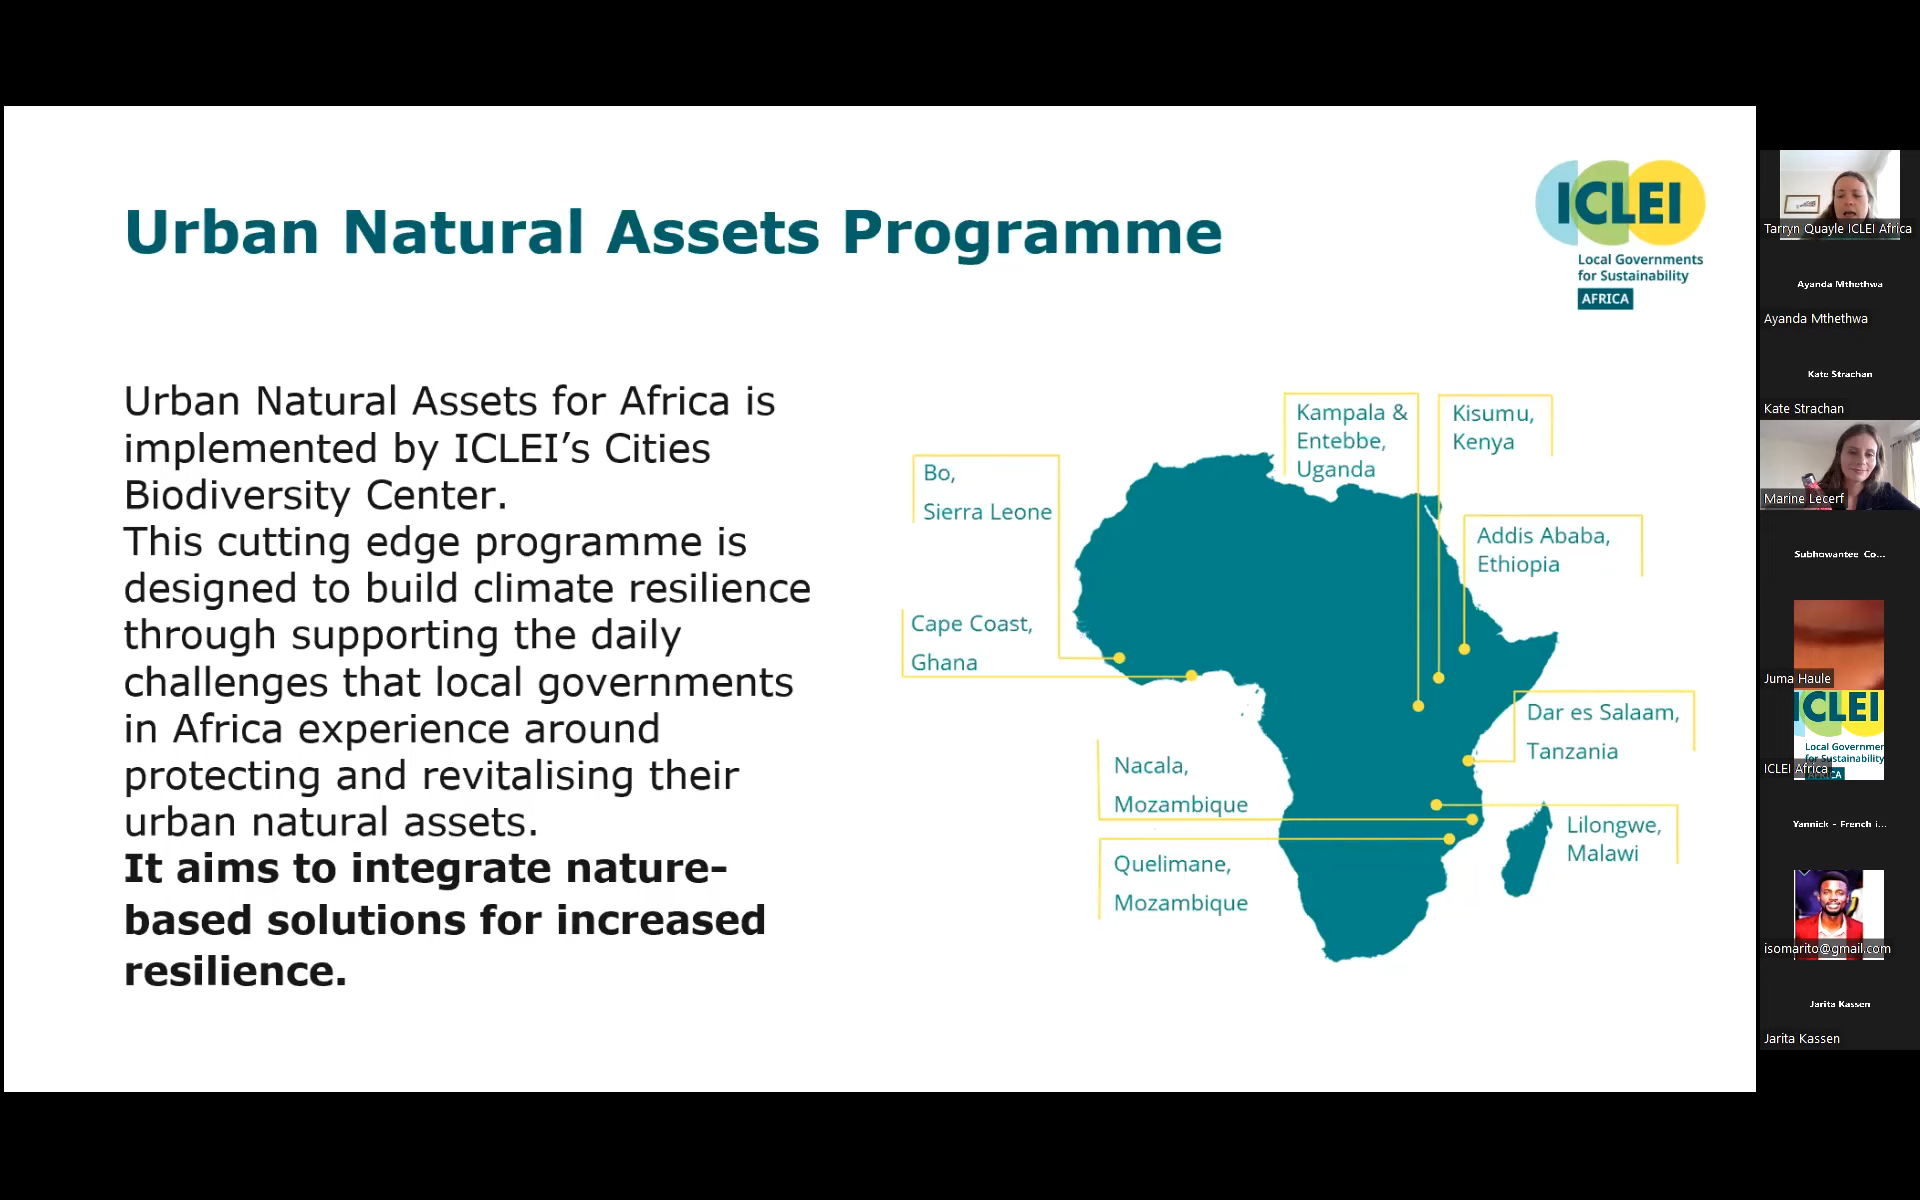 Urban Natural Assets Programme
ICLEI
Local Governments
for Sustainability
AFRICA
Urban Natural Assets for Africa is
implemented by ICLEI’s Cities
Biodiversity Center.
This cutting edge programme is
designed to build climate resilience
through supporting the daily
challenges that local governments
in Africa experience around
protecting and revitalising their
urban natural assets.
It aims to integrate nature-
based solutions for increased
resilience.
Bo,
Sierra Leone
Cape Coast,
Ghana
Kampala &
Entebbe,
Uganda
Kisumu,
Kenya
Addis Ababa,
Ethiopia
Dar es Salaam,
Tanzania
Nacala,
Mozambique
Quelimane,
Mozambique
Lilongwe,
Malawi
Tarryn Quayle ICLEI Africa
Ayanda Mthethwa
Ayanda Mthethwa
Kate Strachan
Kate Strachan
Marine Lecerf
Subhowantee Co...
Juma Haule
ICLEI
Local Governmen
for Sustainability
ICLEI Africa
Yannick - French i...
isomarito@gmail.com
Jarita Kassen
Jarita Kassen